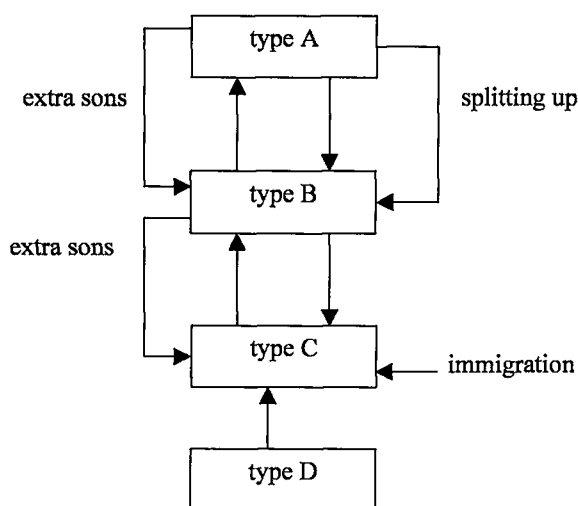 type A
extra sons
splitting up
type B
extra sons
type C
immigration
type D